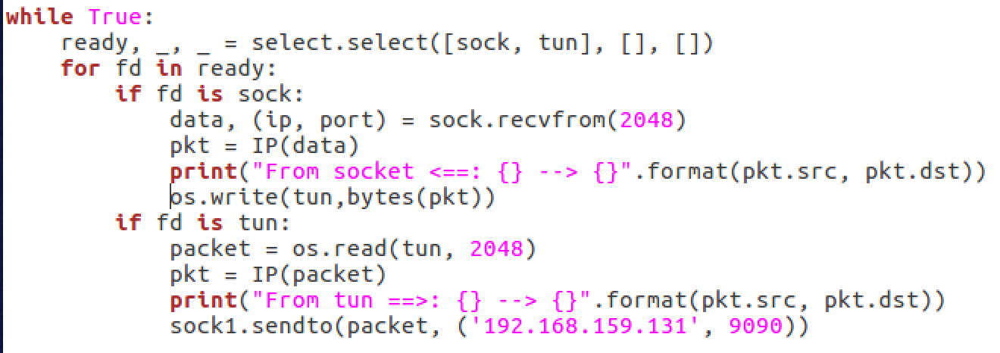 while True:
    ready, _, _ = select.select([sock, tun], [], [])
    for fd in ready:
        if fd is sock:
            data, (ip, port) = sock.recvfrom(2048)
            pkt = IP(data)
            print("From socket <==: {} --> {}".format(pkt.src, pkt.dst))
            os.write(tun,bytes(pkt))
        if fd is tun:
            packet = os.read(tun, 2048)
            pkt = IP(packet)
            print("From tun ==>: {} --> {}".format(pkt.src, pkt.dst))
            sock1.sendto(packet, ('192.168.159.131', 9090))